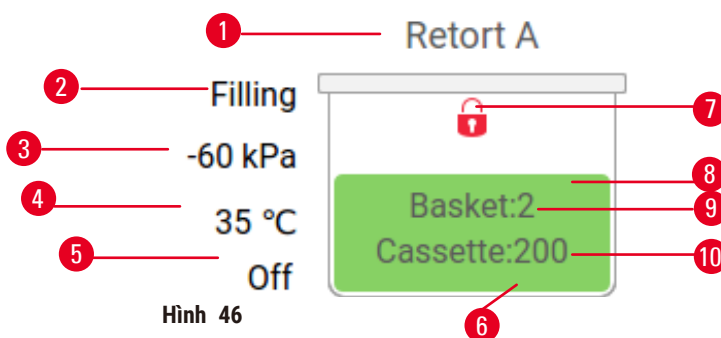 1 Retort A
2 Filling
7
3 -60 kPa
8
4 35 °C
Basket:2 9
5 Off
Cassette:200 10
Hình 46
6